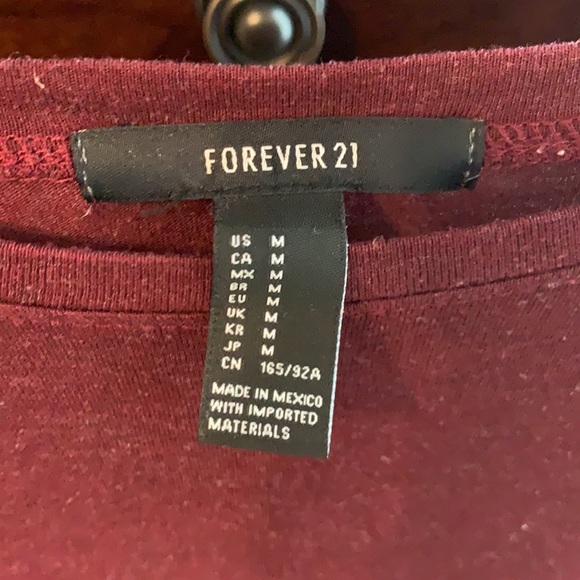 FOREVER 21
US M
CA M
MX M
BR M
EU M
UK M
KR M
JP M
CN 165/92A
MADE IN MEXICO
WITH IMPORTED
MATERIALS